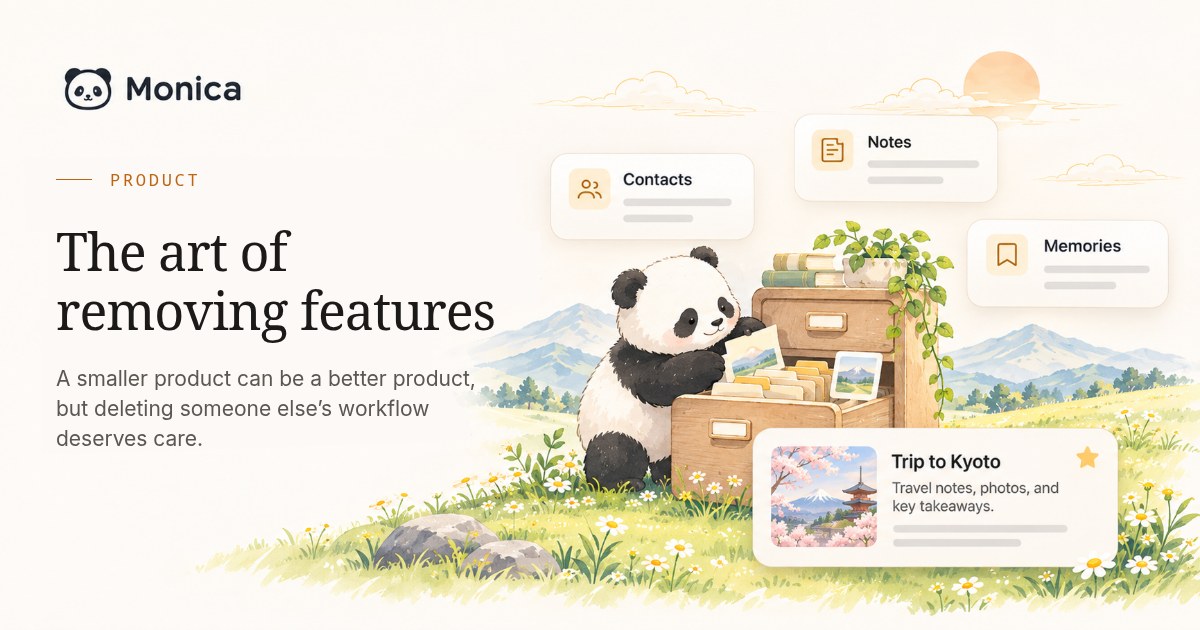 Monica
PRODUCT
The art of
removing features
A smaller product can be a better product,
but deleting someone else’s workflow
deserves care.
Contacts
Notes
Memories
Trip to Kyoto
Travel notes, photos, and
key takeaways.